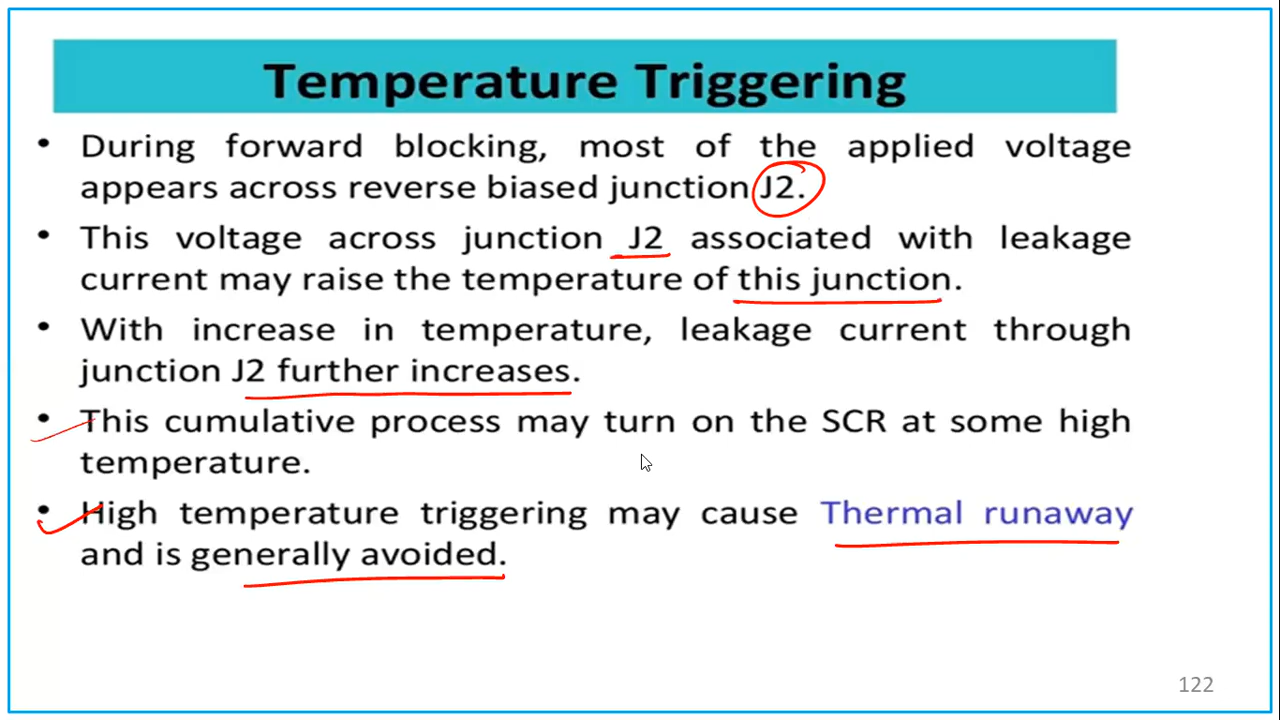 Temperature Triggering
• During forward blocking, most of the applied voltage
appears across reverse biased junction J2.
• This voltage across junction J2 associated with leakage
current may raise the temperature of this junction.
• With increase in temperature, leakage current through
junction J2 further increases.
• This cumulative process may turn on the SCR at some high
temperature.
• High temperature triggering may cause Thermal runaway
and is generally avoided.
122